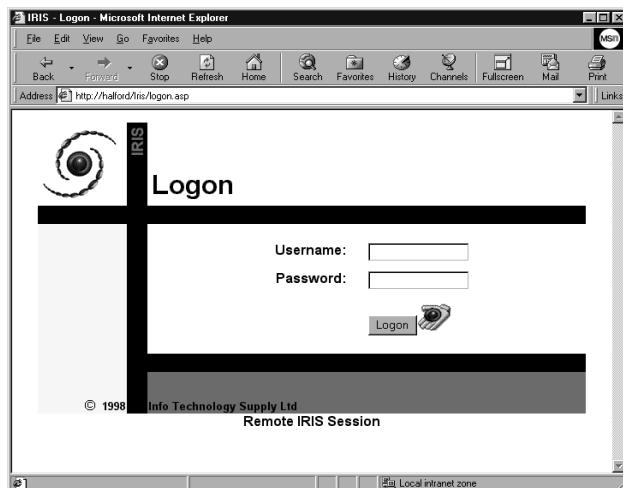 IRIS - Logon - Microsoft Internet Explorer
File Edit View Go Favorites Help
MSN
Back Forward Stop Refresh Home Search Favorites History Channels Fullscreen Mail Print
Address http://halford/Iris/logon.asp Links
IRIS
Logon
Username:
Password:
Logon
© 1998 Info Technology Supply Ltd
Remote IRIS Session
Local intranet zone